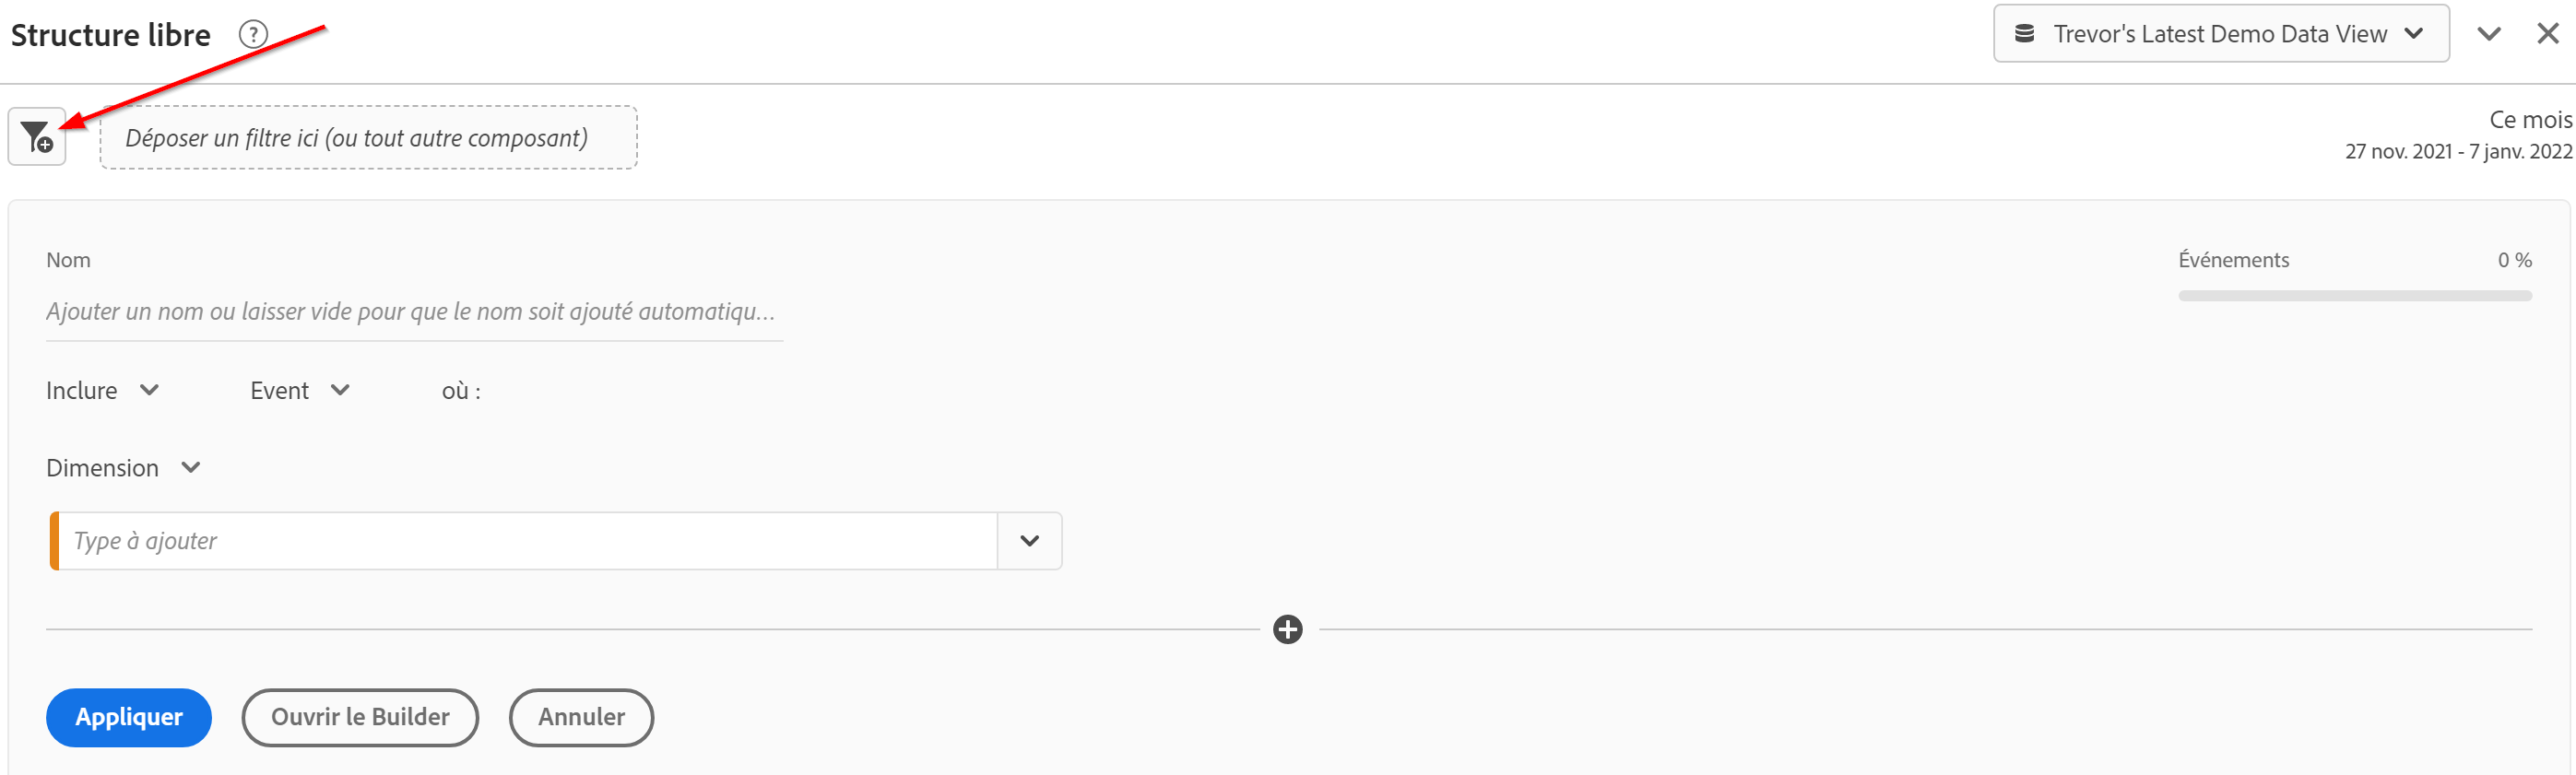 Structure libre ?
Trevor's Latest Demo Data View
Déposer un filtre ici (ou tout autre composant)
Ce mois
27 nov. 2021 - 7 janv. 2022
Nom
Événements 0 %
Ajouter un nom ou laisser vide pour que le nom soit ajouté automatiqu...
Inclure Event où :
Dimension
Type à ajouter
Appliquer Ouvrir le Builder Annuler